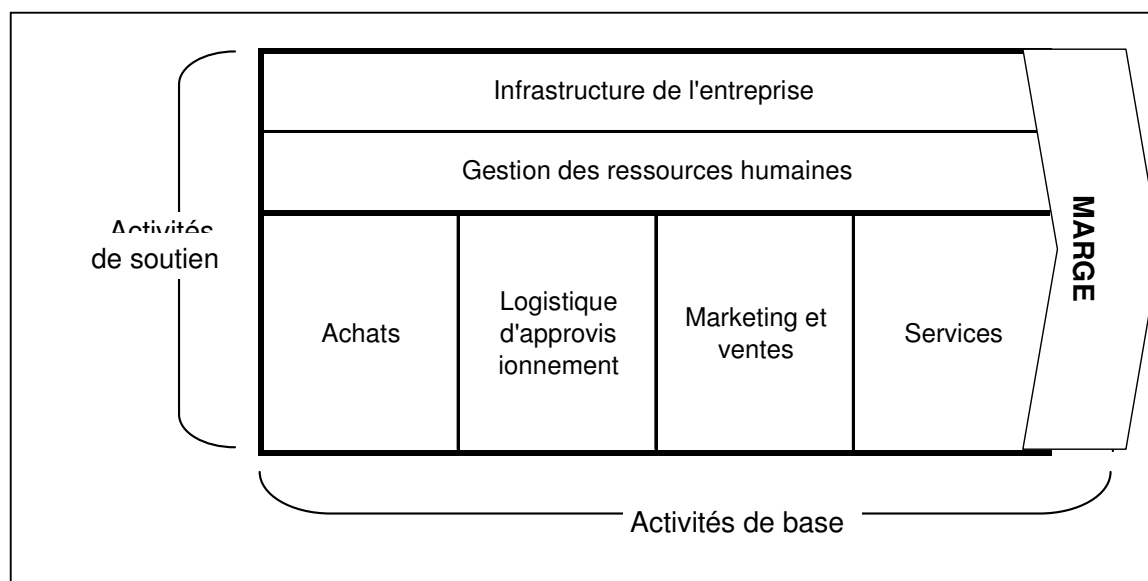 Infrastructure de l'entreprise
Gestion des ressources humaines
Activités
de soutien
Achats
Logistique
d'approvis
ionnement
Marketing et
ventes
Services
MARGE
Activités de base